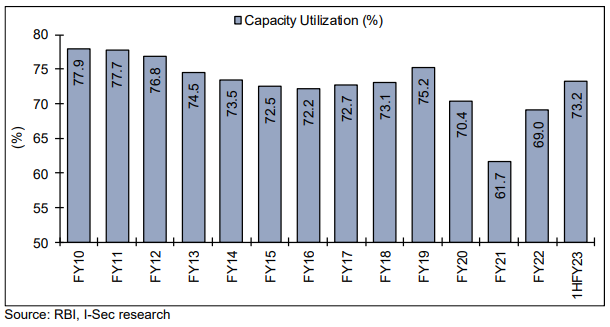 Capacity Utilization (%)
80
75
70
65
60
55
50
(%)
77.9
77.7
76.8
74.5
73.5
72.5
72.2
72.7
73.1
75.2
70.4
61.7
69.0
73.2
FY10
FY11
FY12
FY13
FY14
FY15
FY16
FY17
FY18
FY19
FY20
FY21
FY22
1HFY23
Source: RBI, I-Sec research